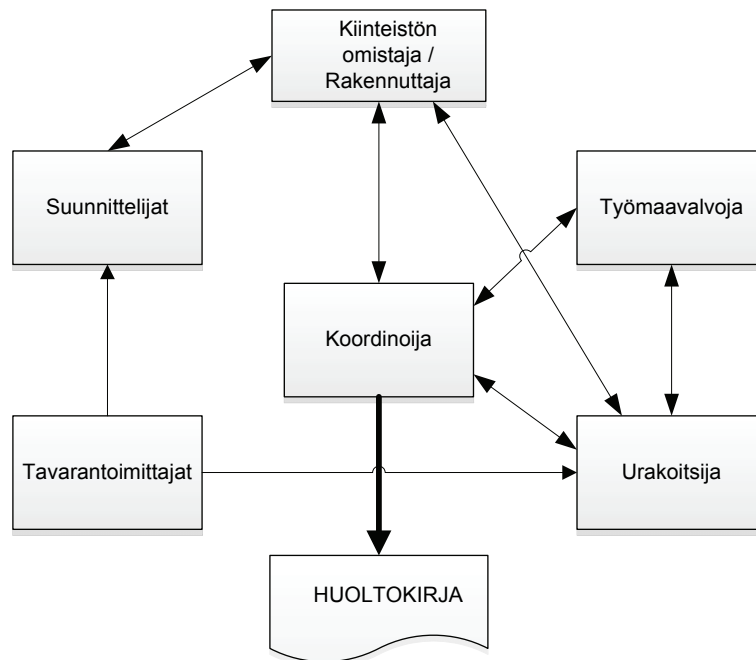 Kiinteistön
omistaja /
Rakennuttaja
Suunnittelijat
Työmaavalvoja
Koordinoija
Tavarantoimittajat
Urakoitsija
HUOLTOKIRJA